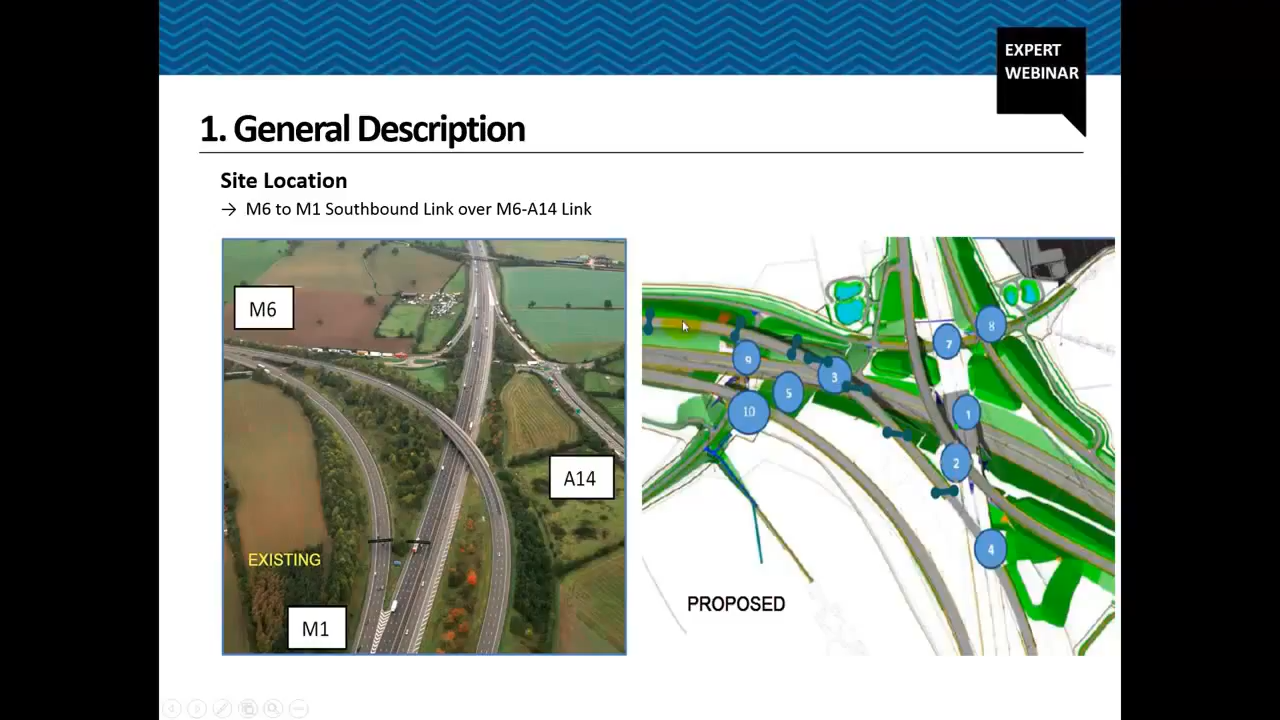 EXPERT
WEBINAR
1. General Description
Site Location
→ M6 to M1 Southbound Link over M6-A14 Link
M6
A14
EXISTING
M1
8
7
9
3
5
10
1
2
4
PROPOSED